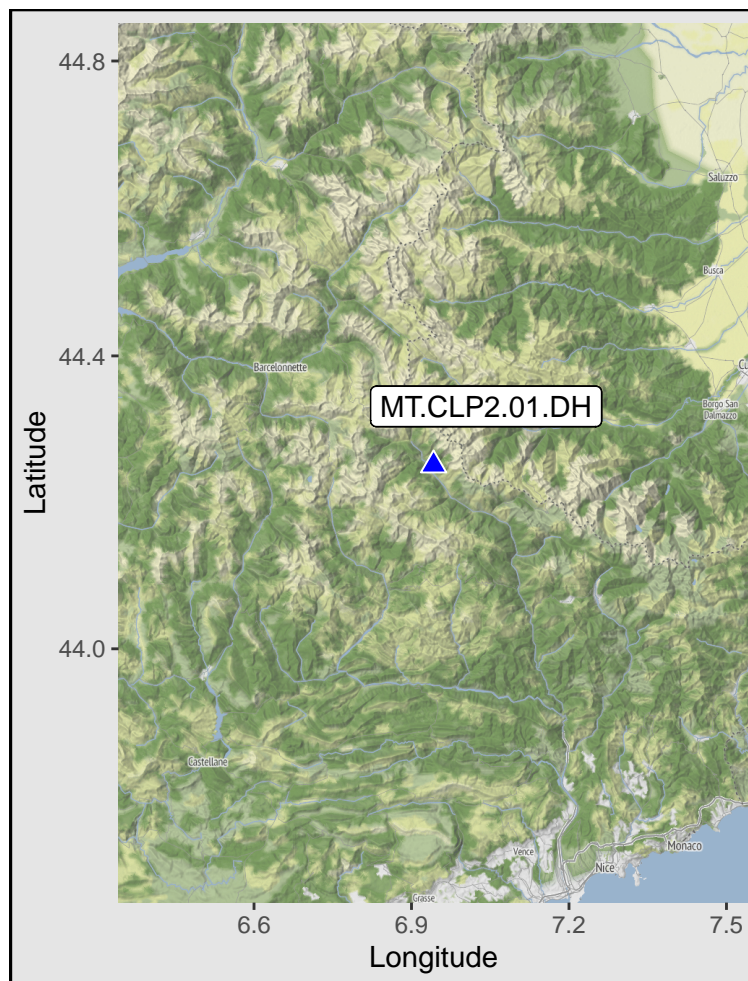 44.8
Saluzzo
Busca
44.4
Barcelonnette
Cu
MT.CLP2.01.DH
Borgo San
Dalmazzo
Latitude
44.0
Castellane
Vence
Monaco
Nice
Grasse
6.6
6.9
7.2
7.5
Longitude